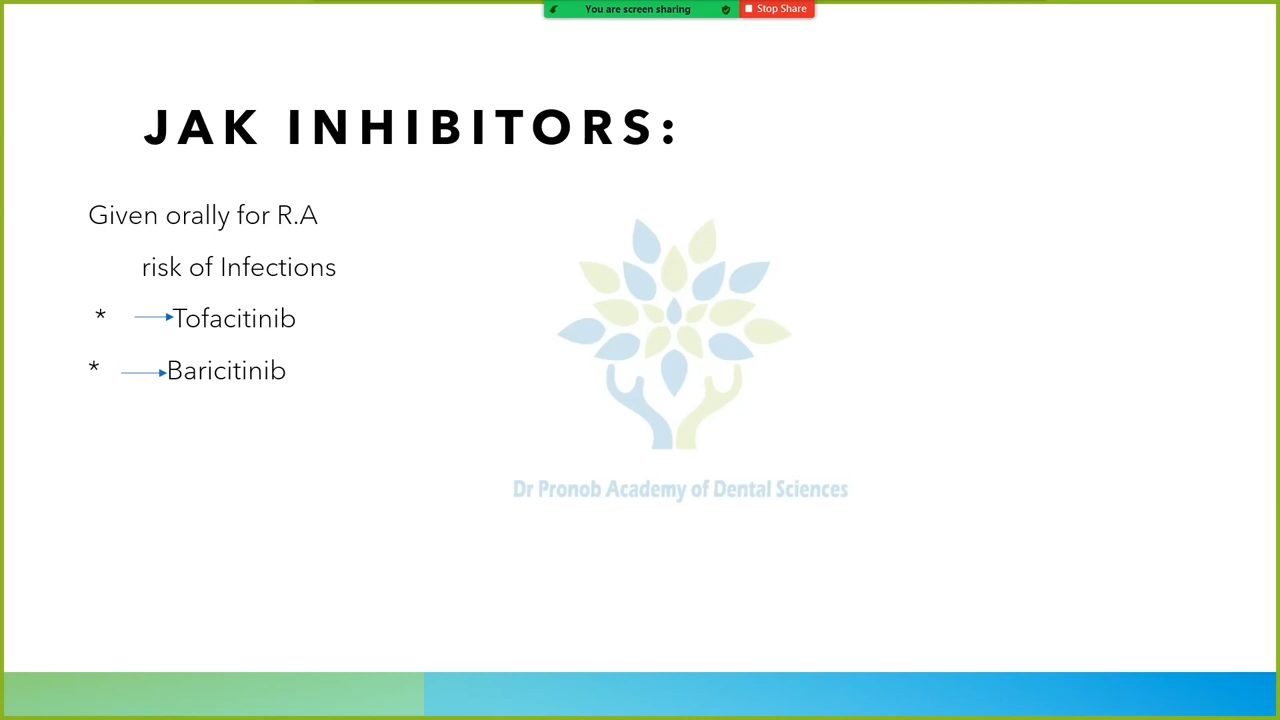 You are screen sharing Stop Share
JAK INHIBITORS:
Given orally for R.A
risk of Infections
* Tofacitinib
* Baricitinib
Dr Pronob Academy of Dental Sciences